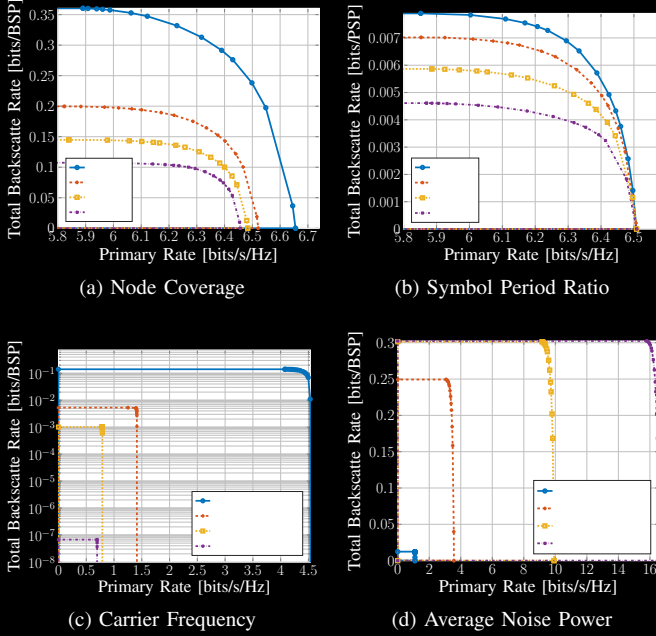 Total Backscatte Rate [bits/BSP]
0.35
0.3
0.25
0.2
0.15
0.1
0.05
0
5.8 5.9 6 6.1 6.2 6.3 6.4 6.5 6.6 6.7
Primary Rate [bits/s/Hz]
(a) Node Coverage
Total Backscatte Rate [bits/PSP]
0.007
0.006
0.005
0.004
0.003
0.002
0.001
0
5.8 5.9 6 6.1 6.2 6.3 6.4 6.5
Primary Rate [bits/s/Hz]
(b) Symbol Period Ratio
Total Backscatte Rate [bits/BSP]
10⁻¹
10⁻²
10⁻³
10⁻⁴
10⁻⁵
10⁻⁶
10⁻⁷
10⁻⁸
0 0.5 1 1.5 2 2.5 3 3.5 4 4.5
Primary Rate [bits/s/Hz]
(c) Carrier Frequency
Total Backscatte Rate [bits/BSP]
0.3
0.25
0.2
0.15
0.1
0.05
0
0 2 4 6 8 10 12 14 16
Primary Rate [bits/s/Hz]
(d) Average Noise Power